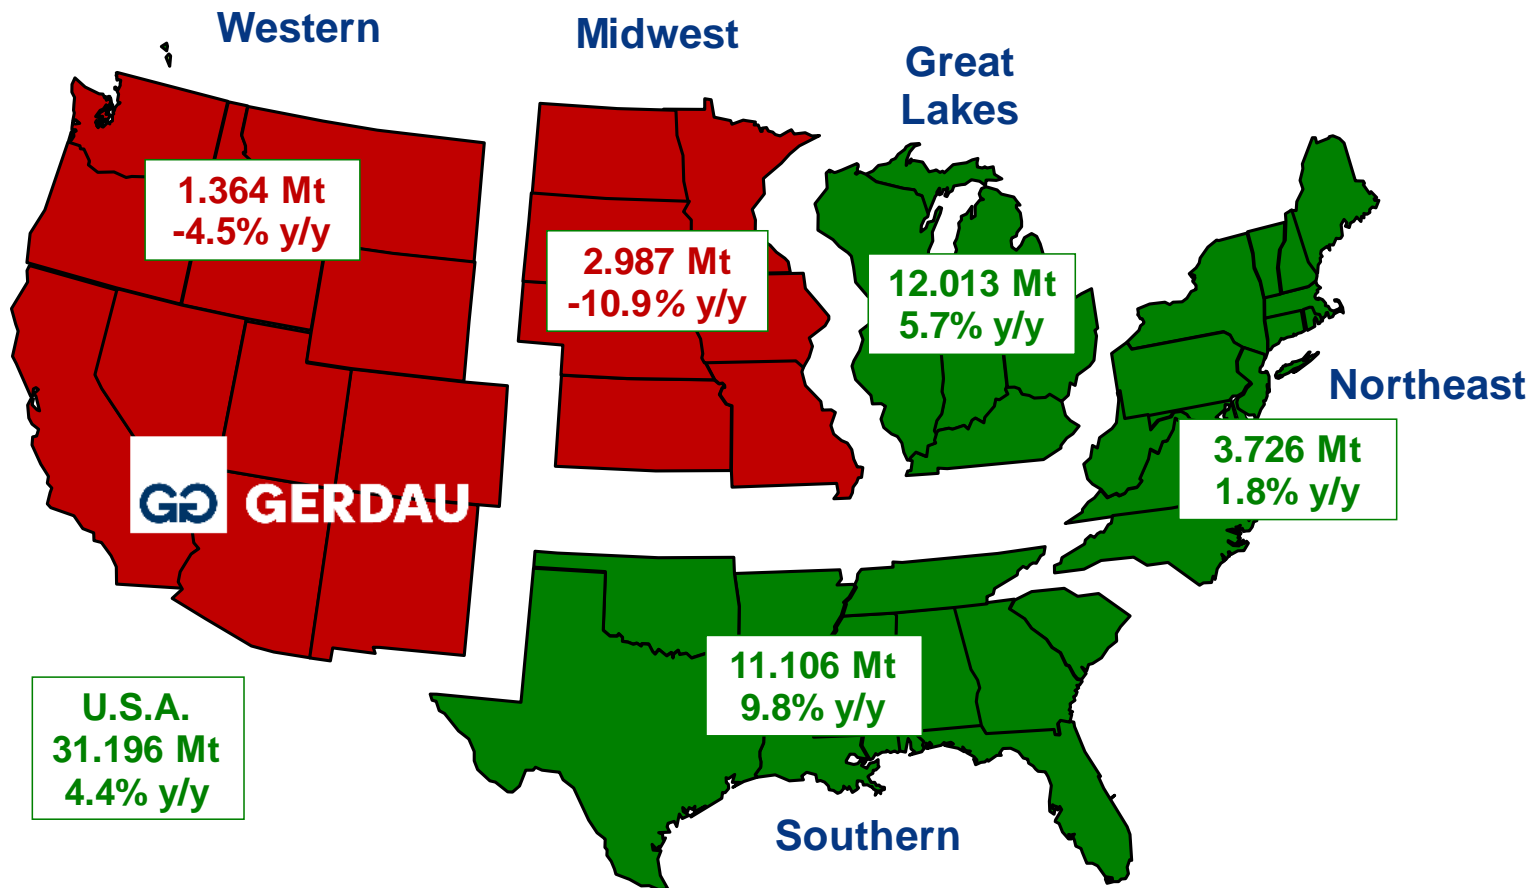 Western
Midwest
Great
Lakes
1.364 Mt
-4.5% y/y
2.987 Mt
-10.9% y/y
12.013 Mt
5.7% y/y
Northeast
3.726 Mt
1.8% y/y
GG GERDAU
11.106 Mt
9.8% y/y
U.S.A.
31.196 Mt
4.4% y/y
Southern